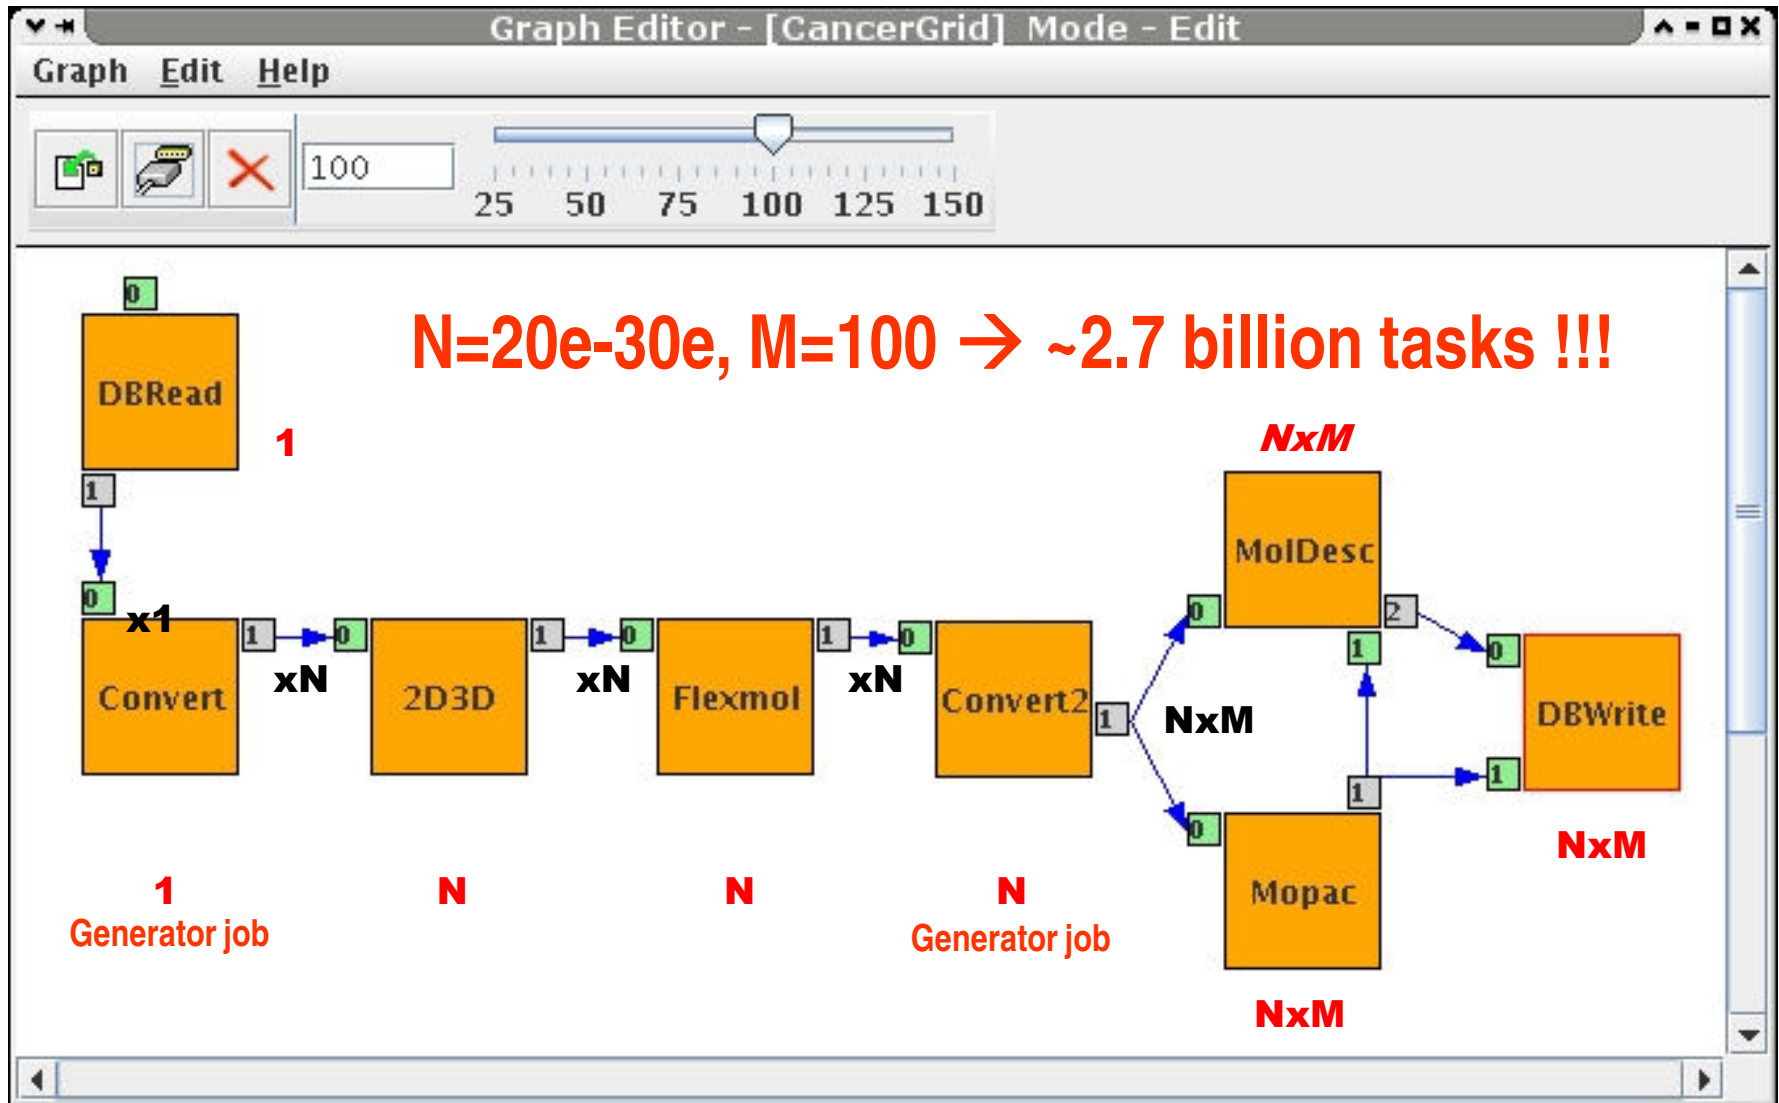 Graph Editor - [CancerGrid] Mode - Edit
Graph Edit Help
100
25 50 75 100 125 150
0
N=20e-30e, M=100 → ~2.7 billion tasks !!!
DBRead
1
1
0
x1
Convert
1
xN
0
2D3D
1
xN
0
Flexmol
1
xN
0
Convert2
1
NxM
NxM
0
MolDesc
2
1
0
DBWrite
1
1
0
Mopac
NxM
NxM
1
Generator job
N
N
N
Generator job